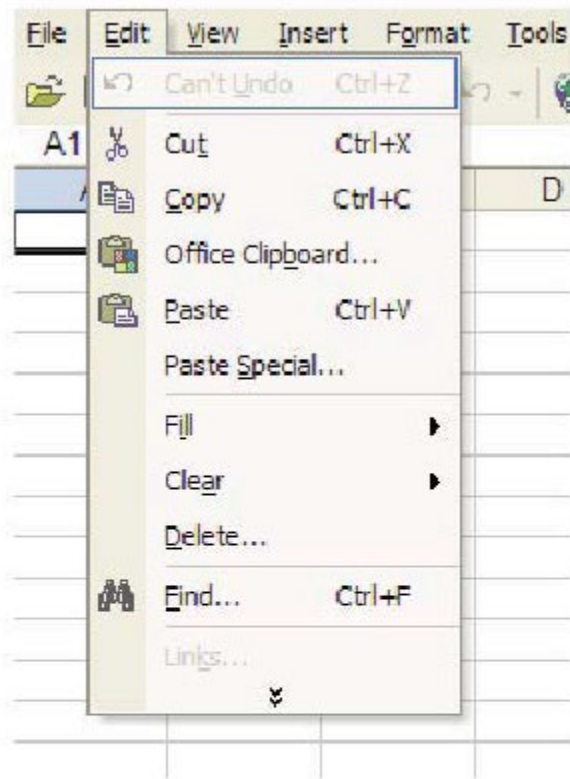 File Edit View Insert Format Tools
Can't Undo Ctrl+Z
A1
Cut Ctrl+X
Copy Ctrl+C
D
Office Clipboard...
Paste Ctrl+V
Paste Special...
Fill
Clear
Delete...
Find... Ctrl+F
Links...